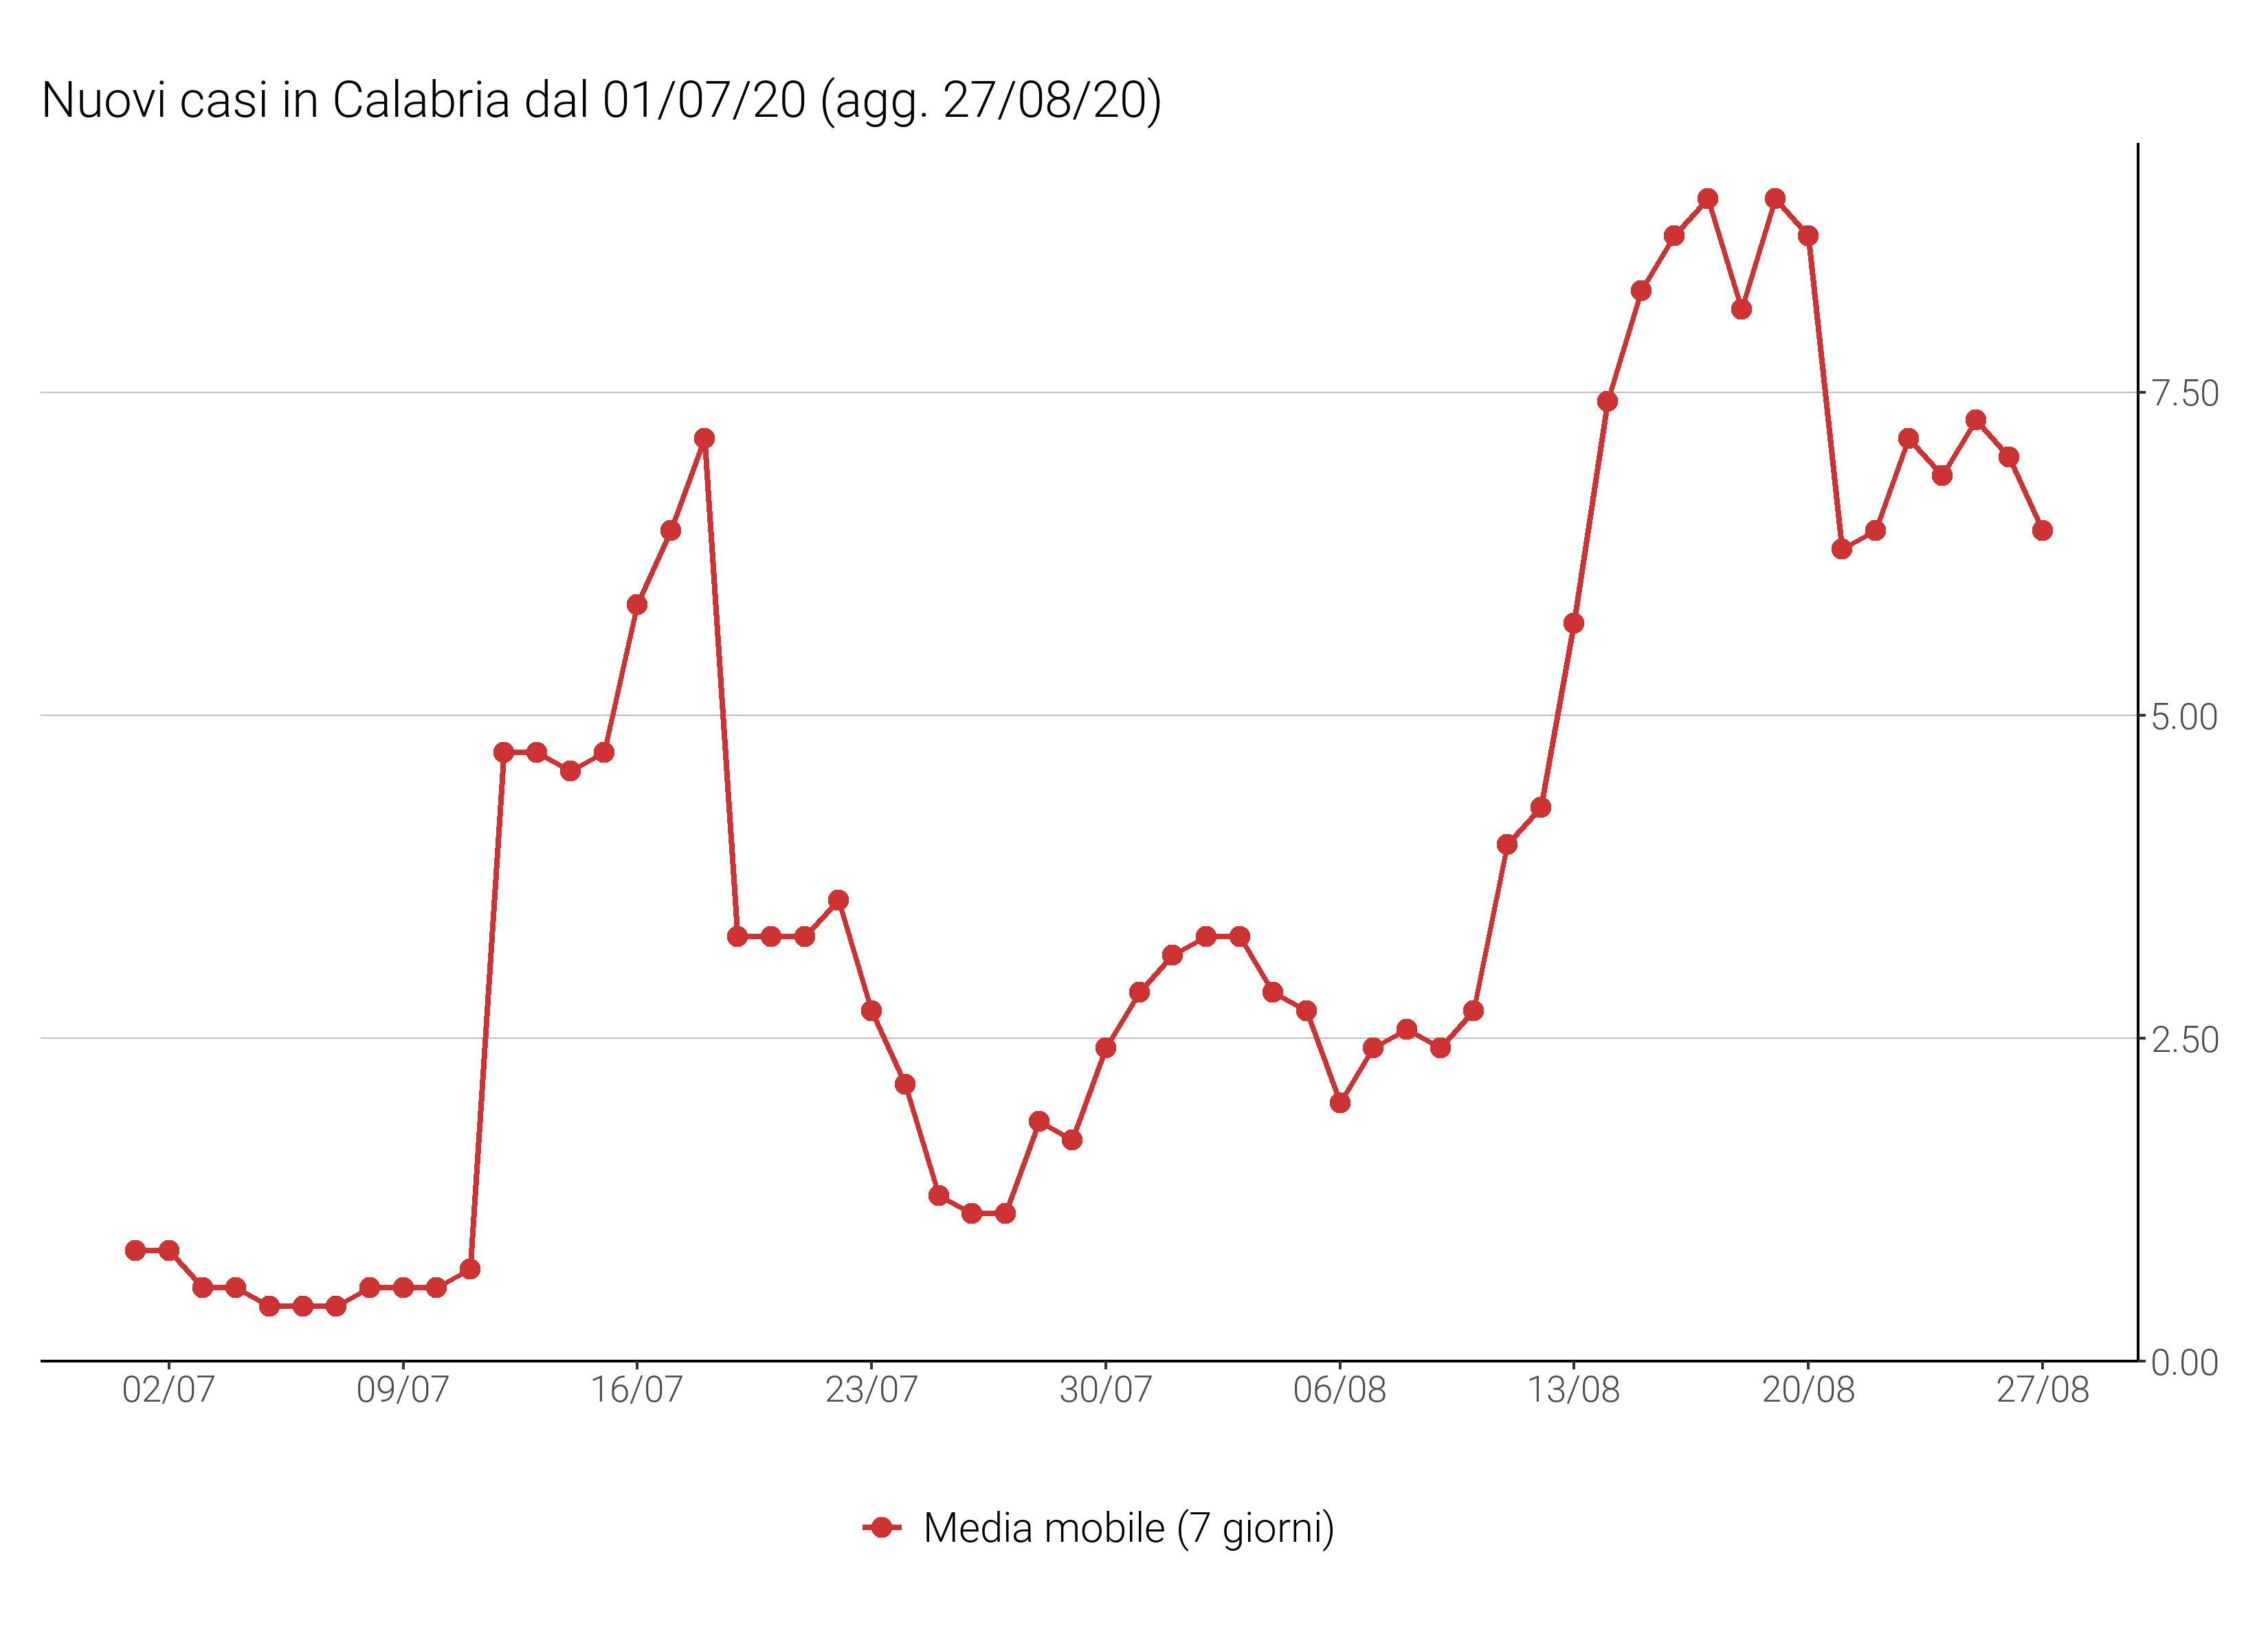 Nuovi casi in Calabria dal 01/07/20 (agg. 27/08/20)
7.50
5.00
2.50
0.00
02/07 09/07 16/07 23/07 30/07 06/08 13/08 20/08 27/08
Media mobile (7 giorni)